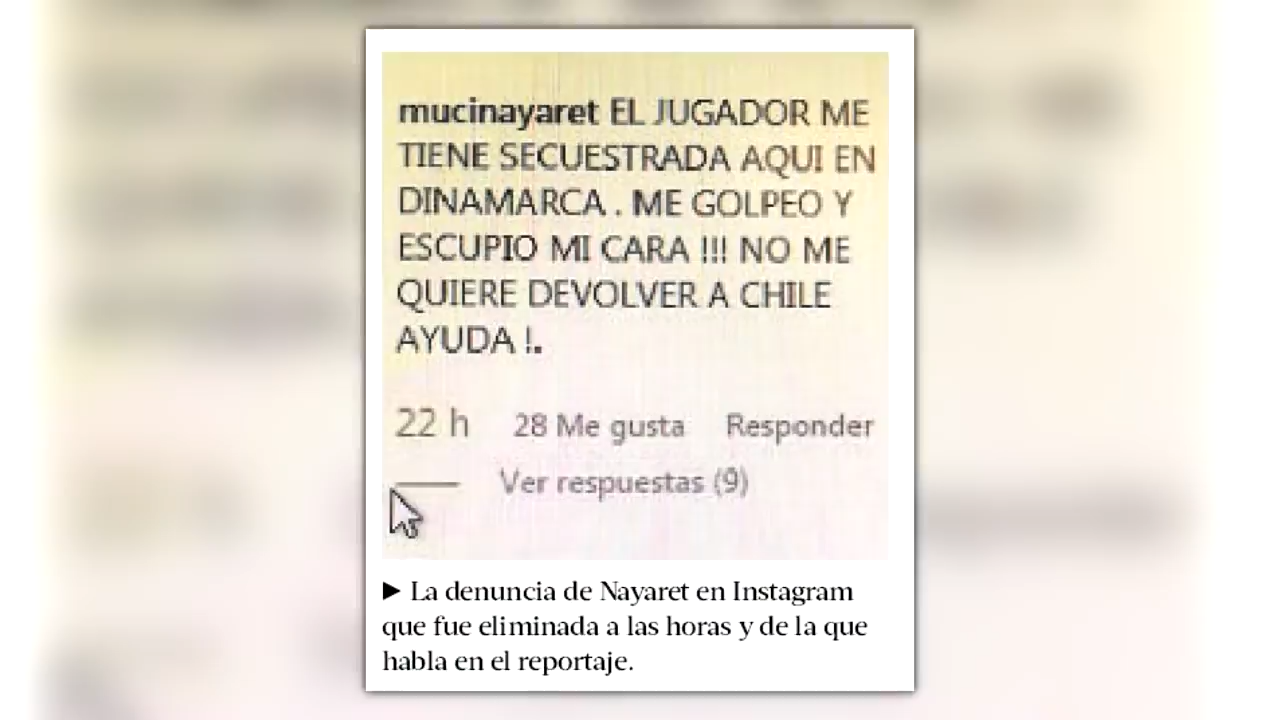 mucinayaret EL JUGADOR ME
TIENE SECUESTRADA AQUI EN
DINAMARCA . ME GOLPEO Y
ESCUPIO MI CARA !!! NO ME
QUIERE DEVOLVER A CHILE
AYUDA !.
22 h 28 Me gusta Responder
Ver respuestas (9)
► La denuncia de Nayaret en Instagram
que fue eliminada a las horas y de la que
habla en el reportaje.